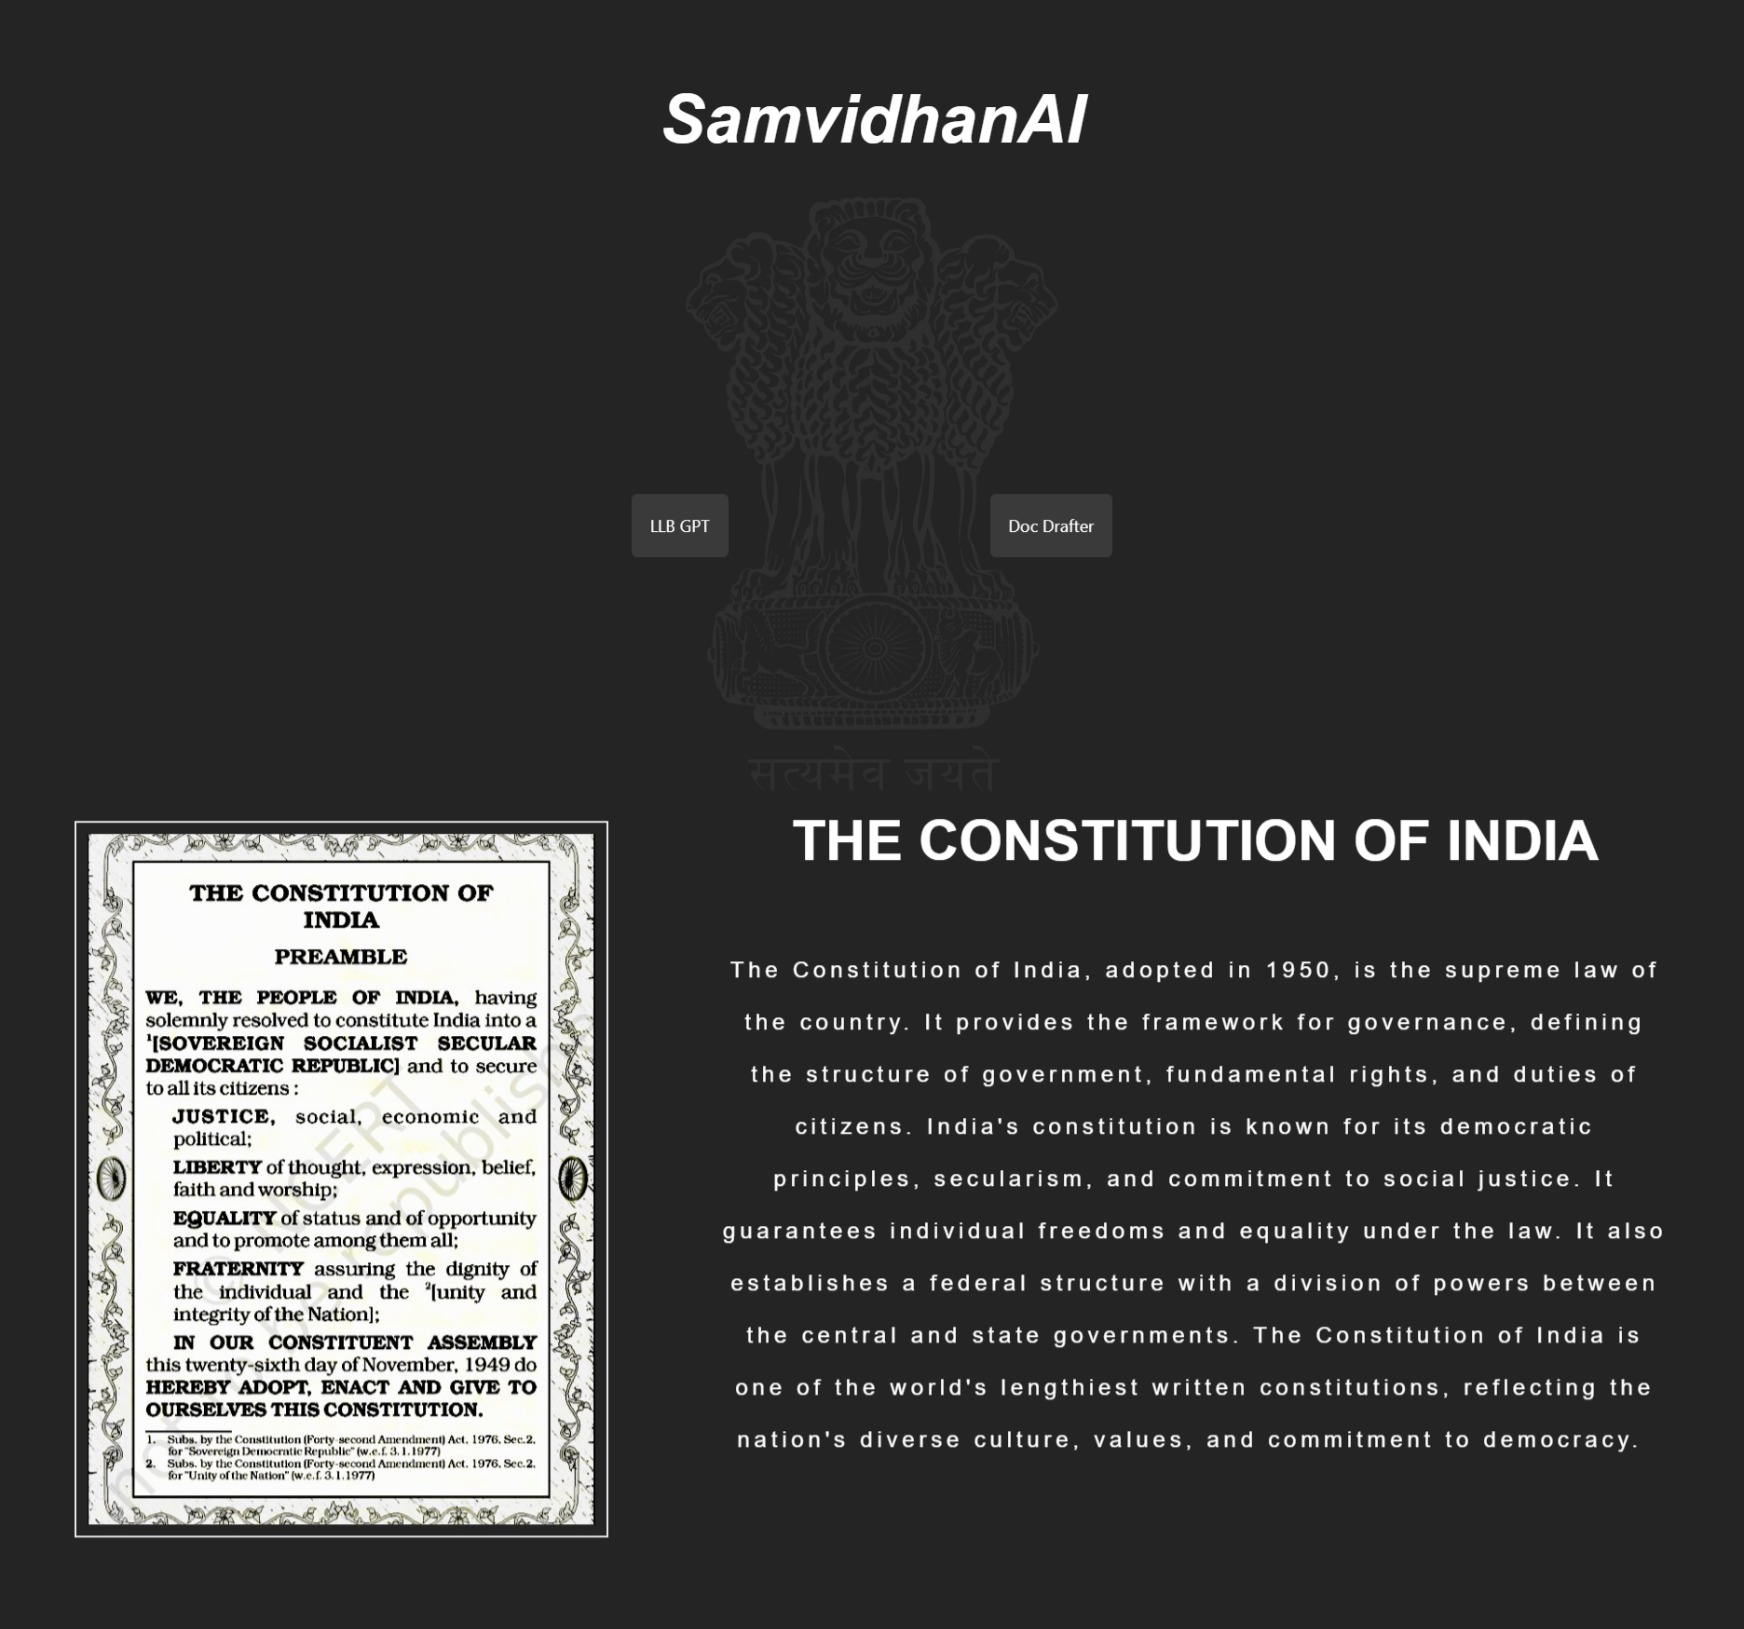 SamvidhanAI
LLB GPT
Doc Drafter
सत्यमेव जयते
THE CONSTITUTION OF
INDIA
PREAMBLE
WE, THE PEOPLE OF INDIA, having
solemnly resolved to constitute India into a
¹[SOVEREIGN SOCIALIST SECULAR
DEMOCRATIC REPUBLIC] and to secure
to all its citizens :
JUSTICE, social, economic and
political;
LIBERTY of thought, expression, belief,
faith and worship;
EQUALITY of status and of opportunity
and to promote among them all;
FRATERNITY assuring the dignity of
the individual and the ²[unity and
integrity of the Nation];
IN OUR CONSTITUENT ASSEMBLY
this twenty-sixth day of November, 1949 do
HEREBY ADOPT, ENACT AND GIVE TO
OURSELVES THIS CONSTITUTION.
1. Subs. by the Constitution (Forty-second Amendment) Act, 1976, Sec.2,
for "Sovereign Democratic Republic" (w.e.f. 3.1.1977)
2. Subs. by the Constitution (Forty-second Amendment) Act, 1976, Sec.2,
for "Unity of the Nation" (w.e.f. 3.1.1977)
© NCERT
not to be republished
THE CONSTITUTION OF INDIA
The Constitution of India, adopted in 1950, is the supreme law of
the country. It provides the framework for governance, defining
the structure of government, fundamental rights, and duties of
citizens. India's constitution is known for its democratic
principles, secularism, and commitment to social justice. It
guarantees individual freedoms and equality under the law. It also
establishes a federal structure with a division of powers between
the central and state governments. The Constitution of India is
one of the world's lengthiest written constitutions, reflecting the
nation's diverse culture, values, and commitment to democracy.